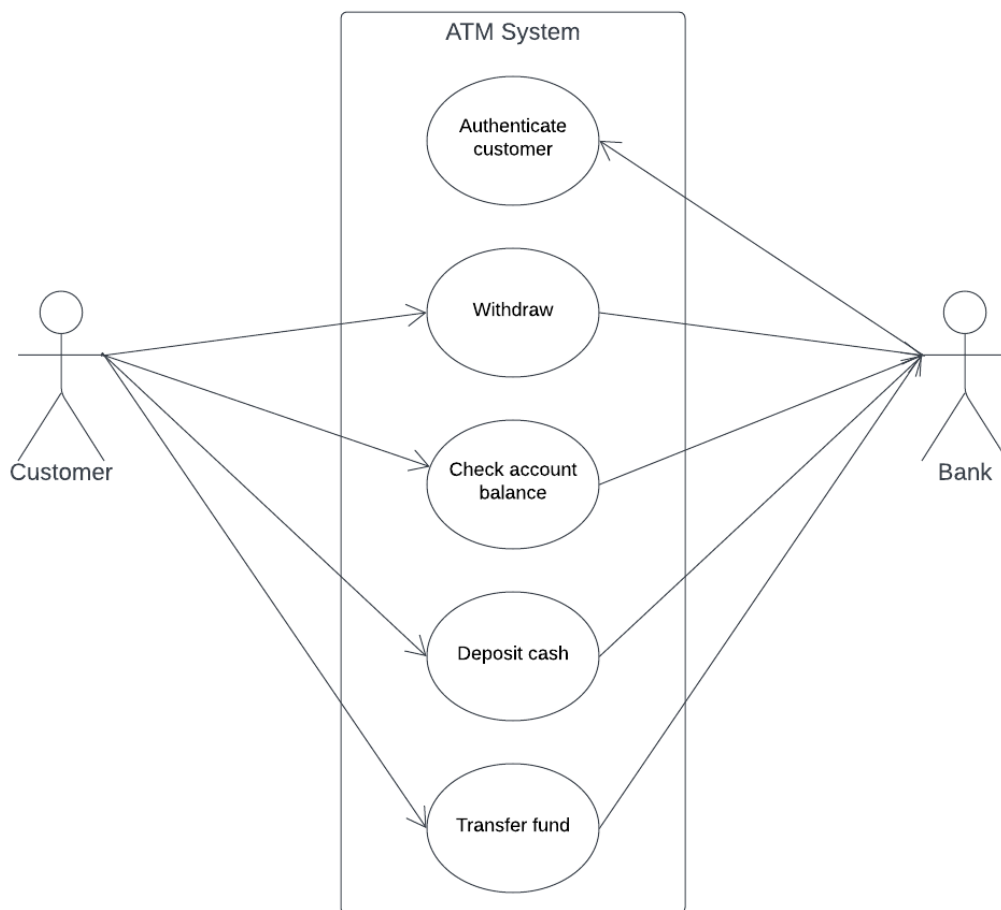 ATM System
Authenticate
customer
Withdraw
Customer
Check account
balance
Bank
Deposit cash
Transfer fund